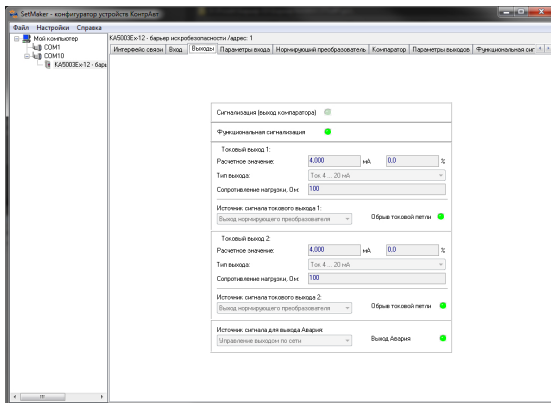 SetMaker - конфигуратор устройств КонтрАвт
Файл Настройки Справка
Мой компьютер
COM1
COM10
КА5003Ex-12 - барь
КА5003Ex-12 - барьер искробезопасности /адрес: 1
Интерфейс связи Вход Выходы Параметры входа Нормирующий преобразователь Компаратор Параметры выходов Функциональная сиг
Сигнализация (выход компаратора)
Функциональная сигнализация
Токовый выход 1:
Расчетное значение: 4,000 мА 0,0 %
Тип выхода: Ток 4 ... 20 мА
Сопротивление нагрузки, Ом: 100
Источник сигнала токового выхода 1:
Выход нормирующего преобразователя Обрыв токовой петли
Токовый выход 2:
Расчетное значение: 4,000 мА 0,0 %
Тип выхода: Ток 4 ... 20 мА
Сопротивление нагрузки, Ом: 100
Источник сигнала токового выхода 2:
Выход нормирующего преобразователя Обрыв токовой петли
Источник сигнала для выхода Авария:
Управление выходом по сети Выход Авария